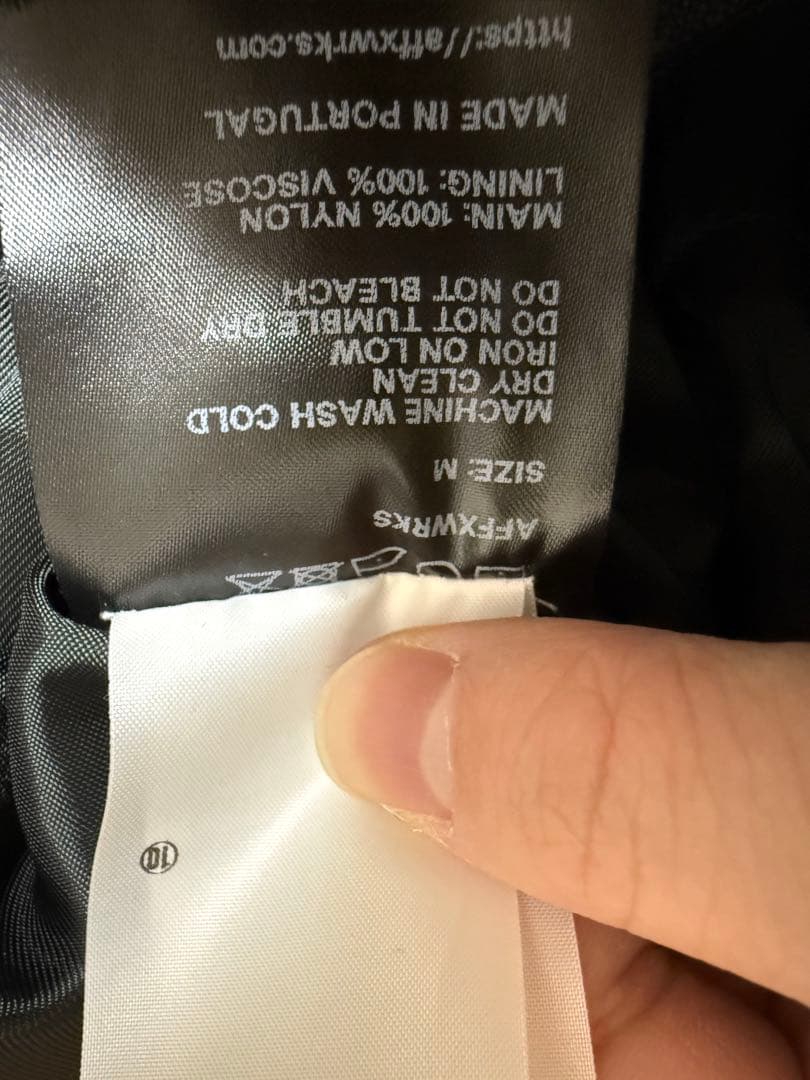 AFFXWRKS
SIZE: M
MACHINE WASH COLD
DRY CLEAN
IRON ON LOW
DO NOT TUMBLE DRY
DO NOT BLEACH
MAIN: 100% NYLON
LINING: 100% VISCOSE
MADE IN PORTUGAL
https://affxwrks.com